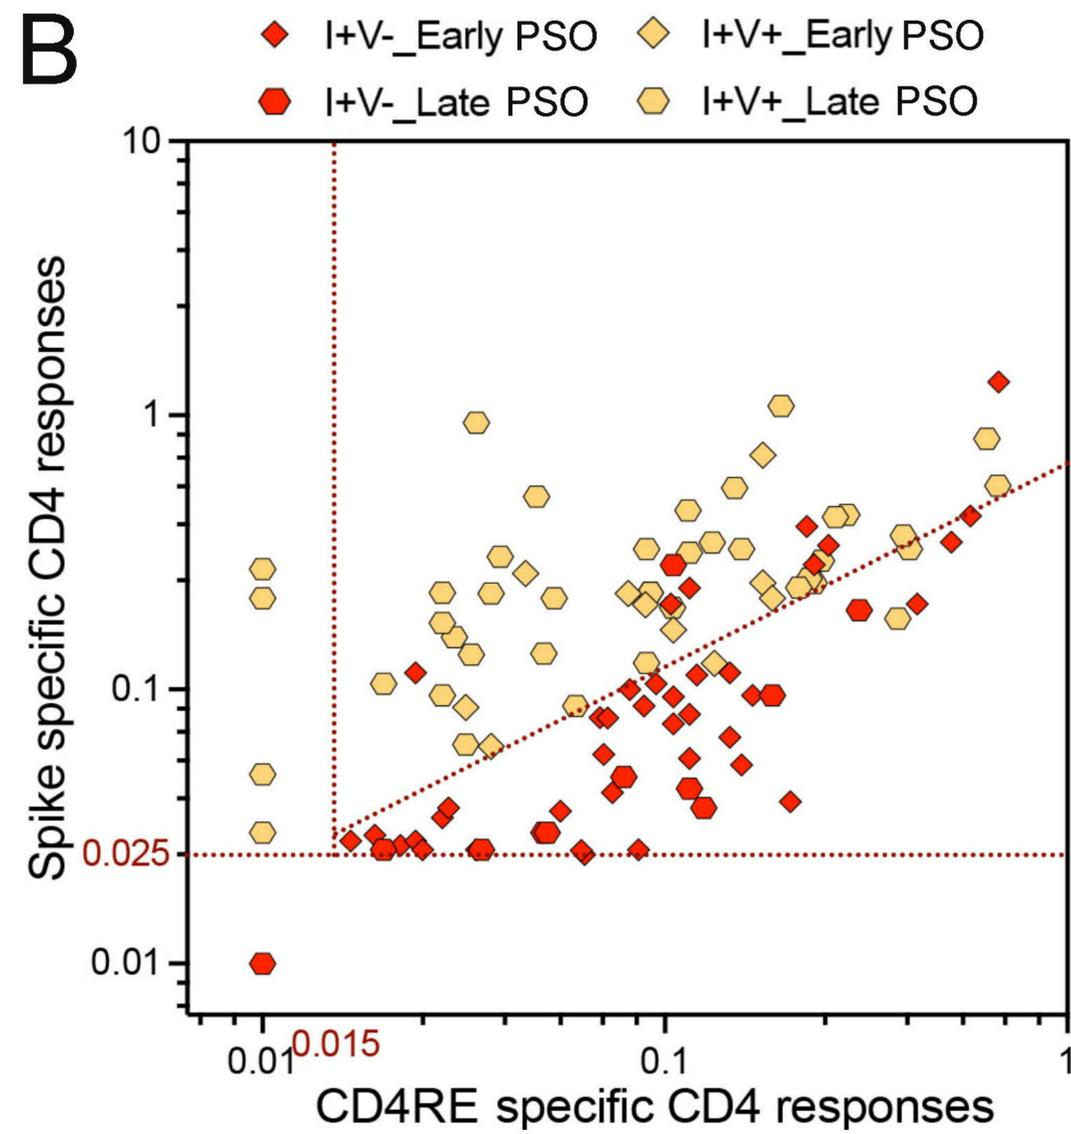 B
I+V-_Early PSO I+V+_Early PSO
I+V-_Late PSO I+V+_Late PSO
10
1
0.1
0.025
0.01
Spike specific CD4 responses
0.01 0.015 0.1 1
CD4RE specific CD4 responses